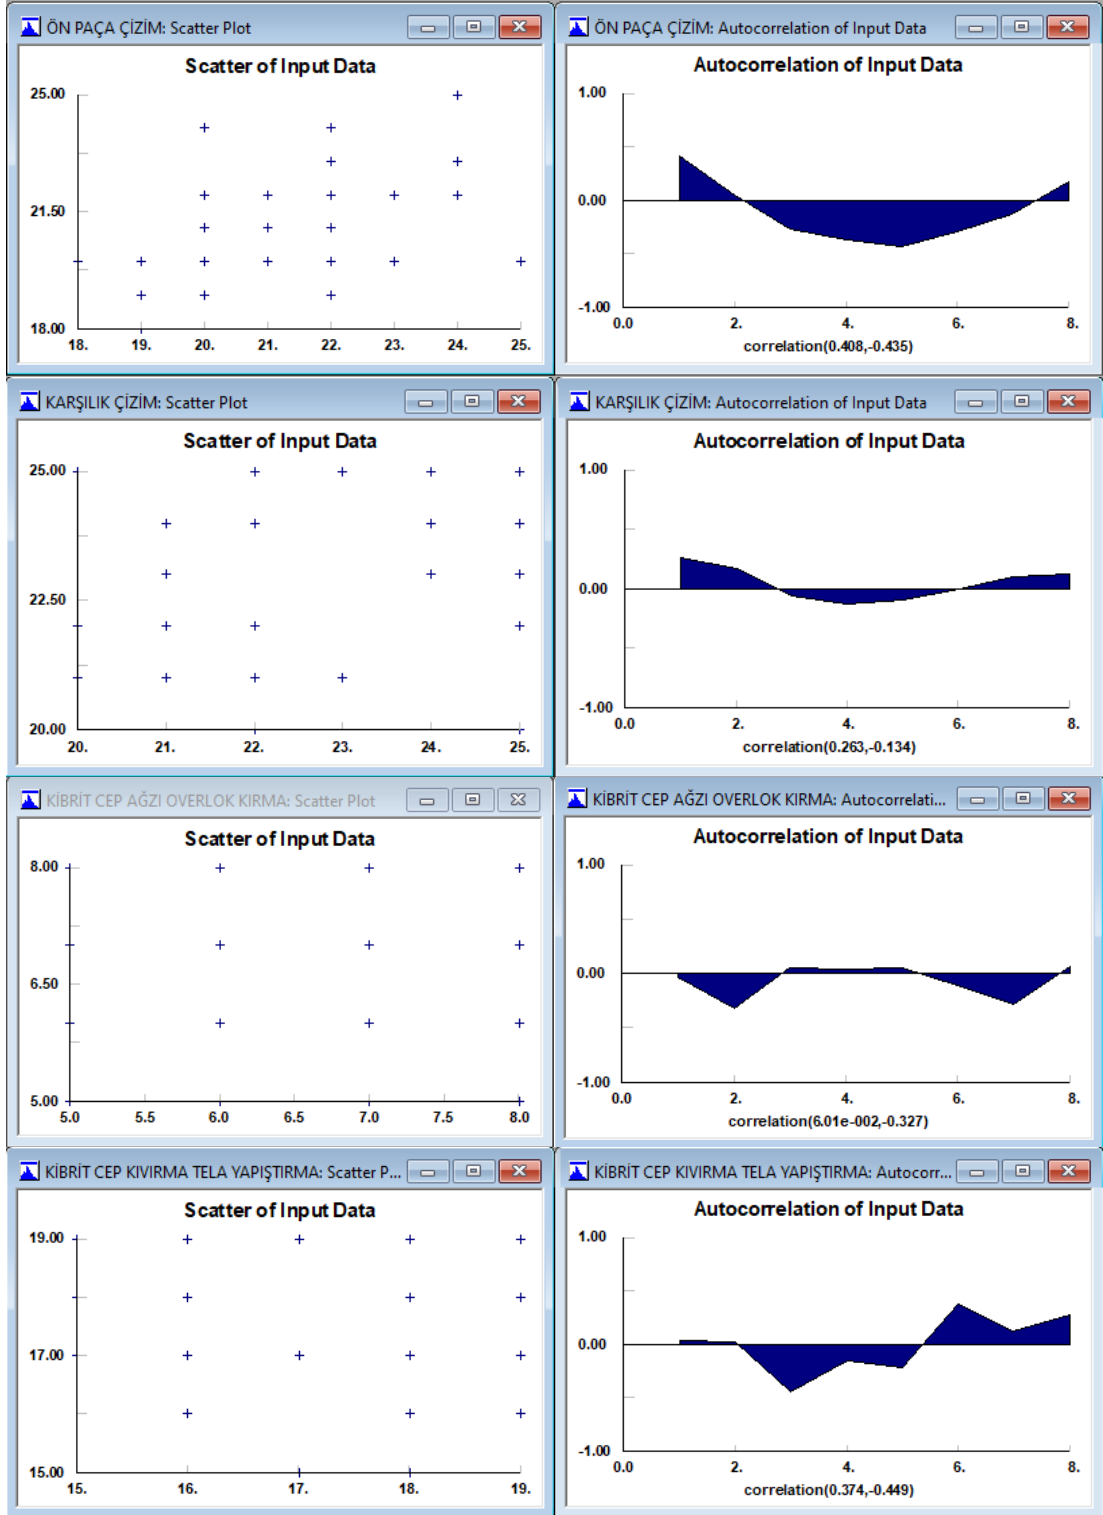 ÖN PAÇA ÇİZİM: Scatter Plot
Scatter of Input Data
25.00
21.50
18.00
18. 19. 20. 21. 22. 23. 24. 25.
ÖN PAÇA ÇİZİM: Autocorrelation of Input Data
Autocorrelation of Input Data
1.00
0.00
-1.00
0.0 2. 4. 6. 8.
correlation(0.408,-0.435)
KARŞILIK ÇİZİM: Scatter Plot
Scatter of Input Data
25.00
22.50
20.00
20. 21. 22. 23. 24. 25.
KARŞILIK ÇİZİM: Autocorrelation of Input Data
Autocorrelation of Input Data
1.00
0.00
-1.00
0.0 2. 4. 6. 8.
correlation(0.263,-0.134)
KİBRİT CEP AĞZI OVERLOK KIRMA: Scatter Plot
Scatter of Input Data
8.00
6.50
5.00
5.0 5.5 6.0 6.5 7.0 7.5 8.0
KİBRİT CEP AĞZI OVERLOK KIRMA: Autocorrelati...
Autocorrelation of Input Data
1.00
0.00
-1.00
0.0 2. 4. 6. 8.
correlation(6.01e-002,-0.327)
KİBRİT CEP KIVIRMA TELA YAPIŞTIRMA: Scatter P...
Scatter of Input Data
19.00
17.00
15.00
15. 16. 17. 18. 19.
KİBRİT CEP KIVIRMA TELA YAPIŞTIRMA: Autocorr...
Autocorrelation of Input Data
1.00
0.00
-1.00
0.0 2. 4. 6. 8.
correlation(0.374,-0.449)